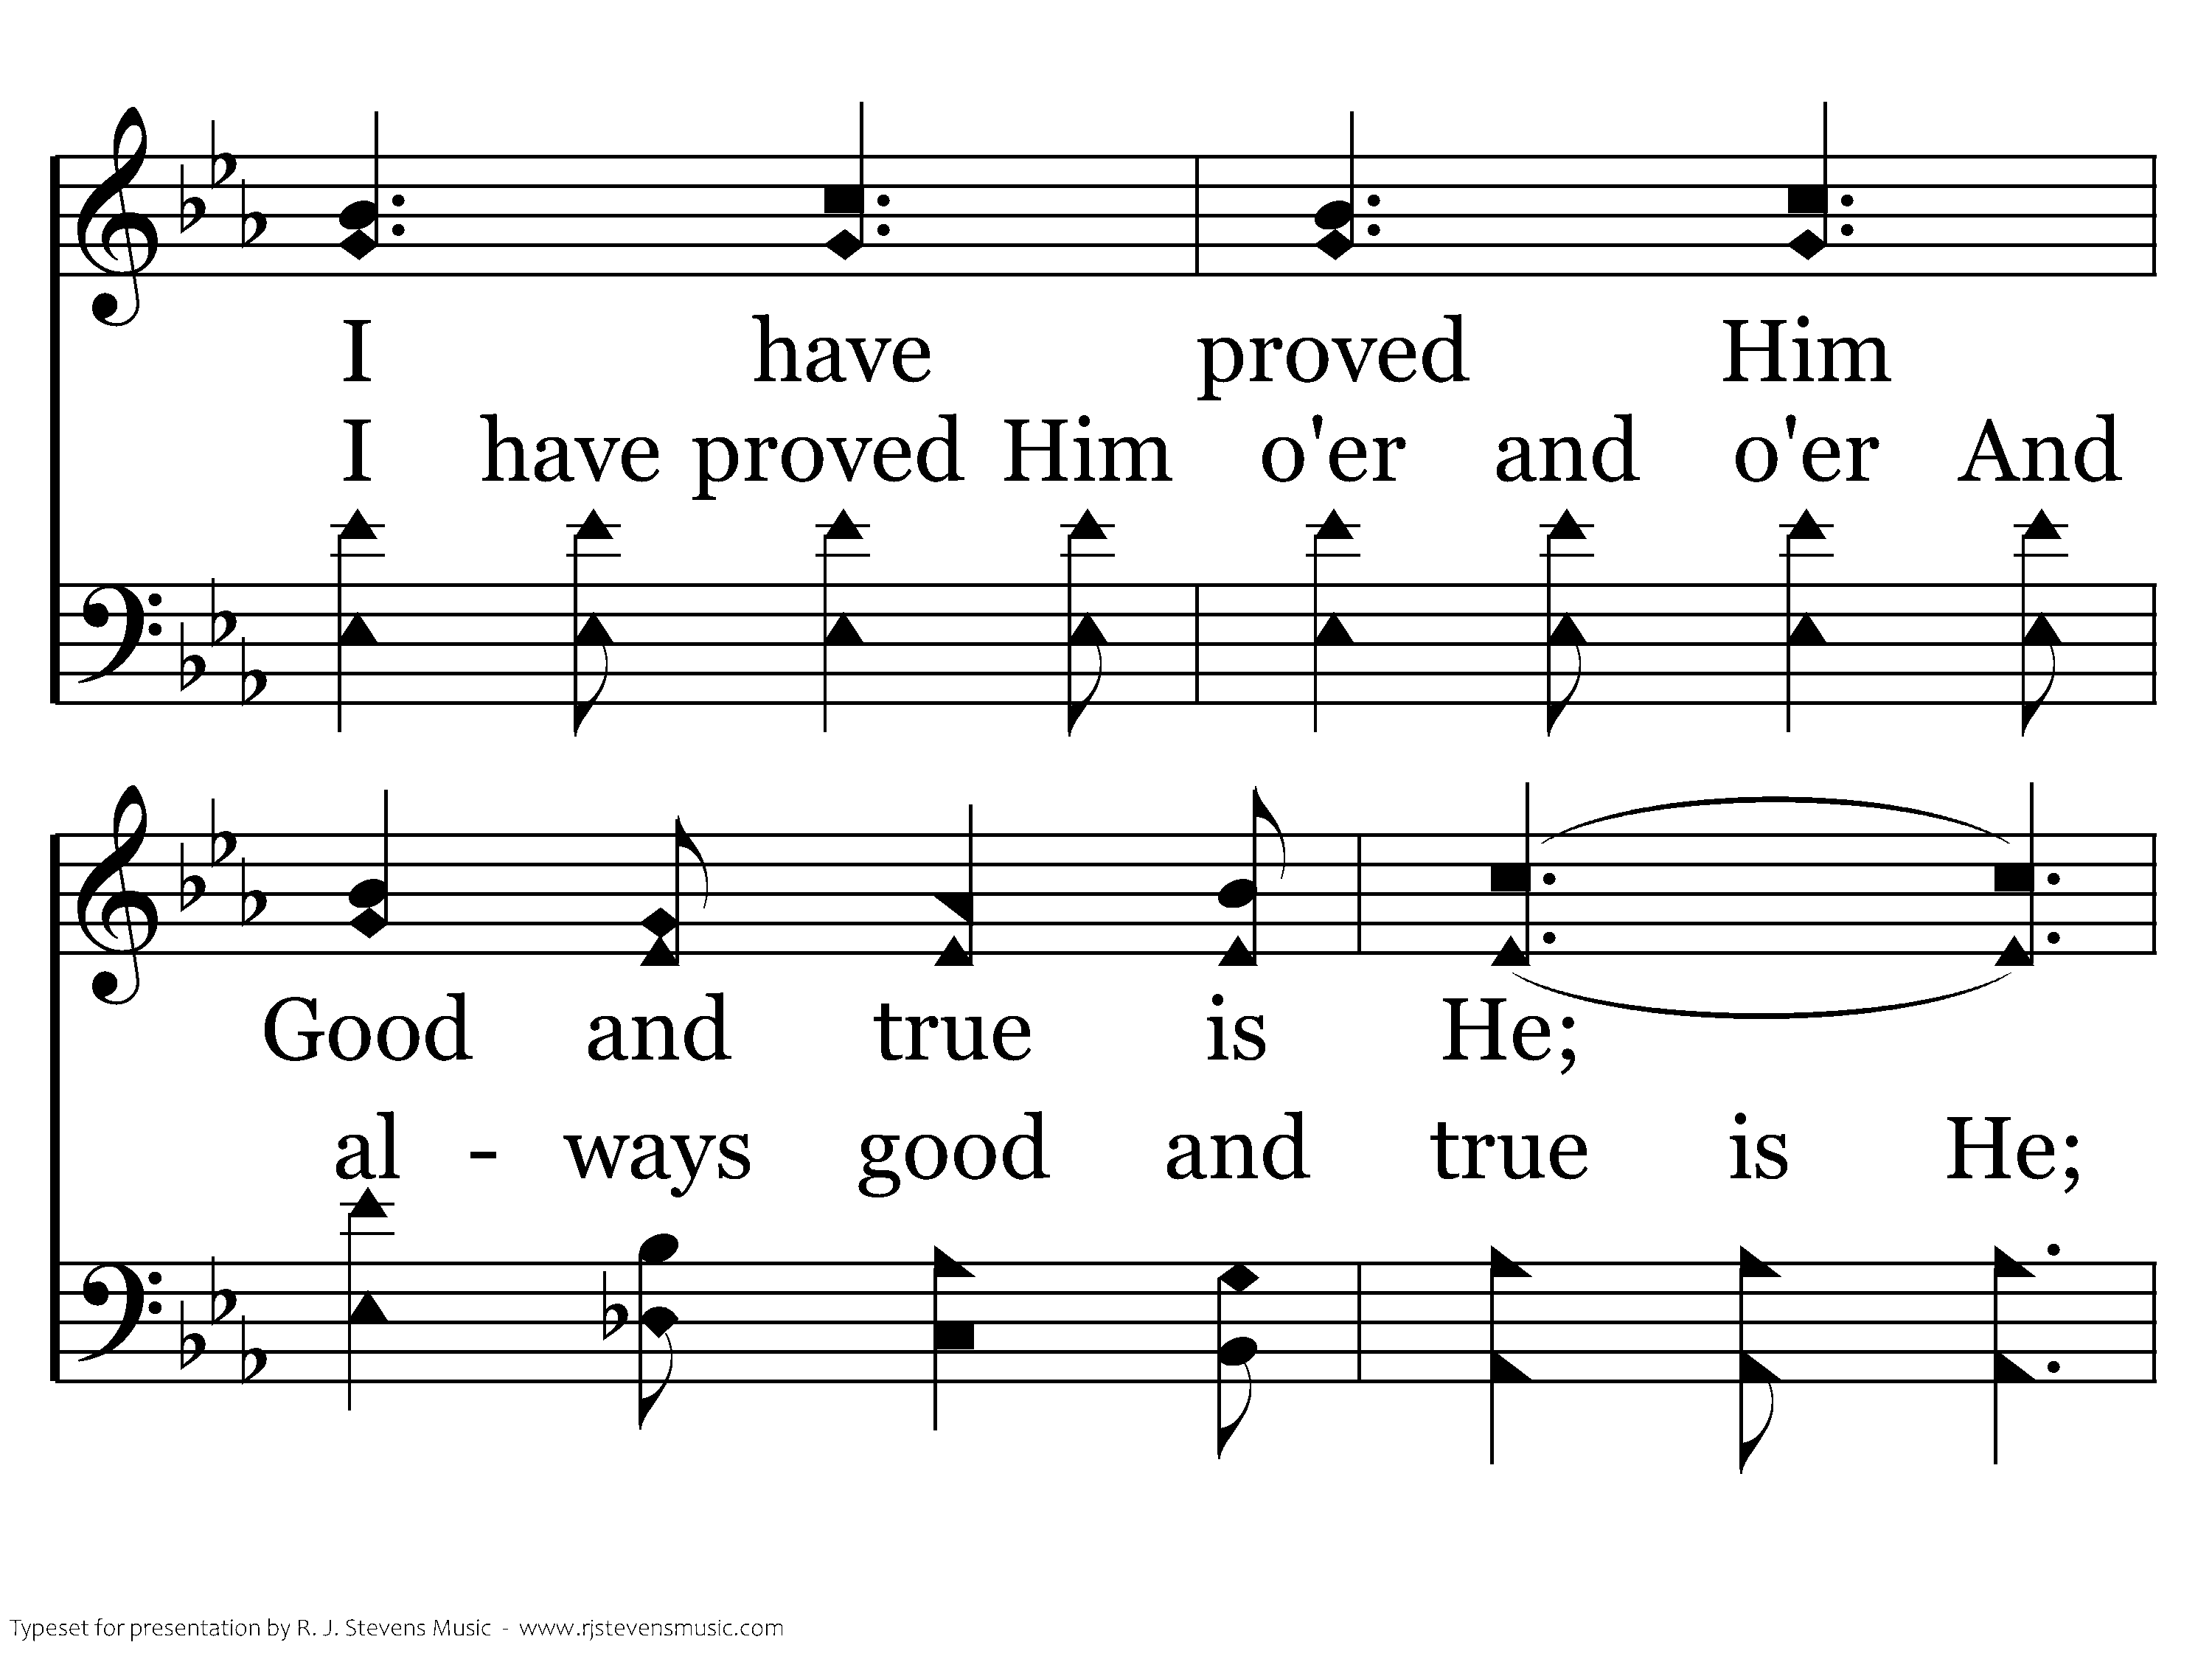 I have proved Him
I have proved Him o'er and o'er And
Good and true is He;
al - ways good and true is He;
Typeset for presentation by R. J. Stevens Music - www.rjstevensmusic.com